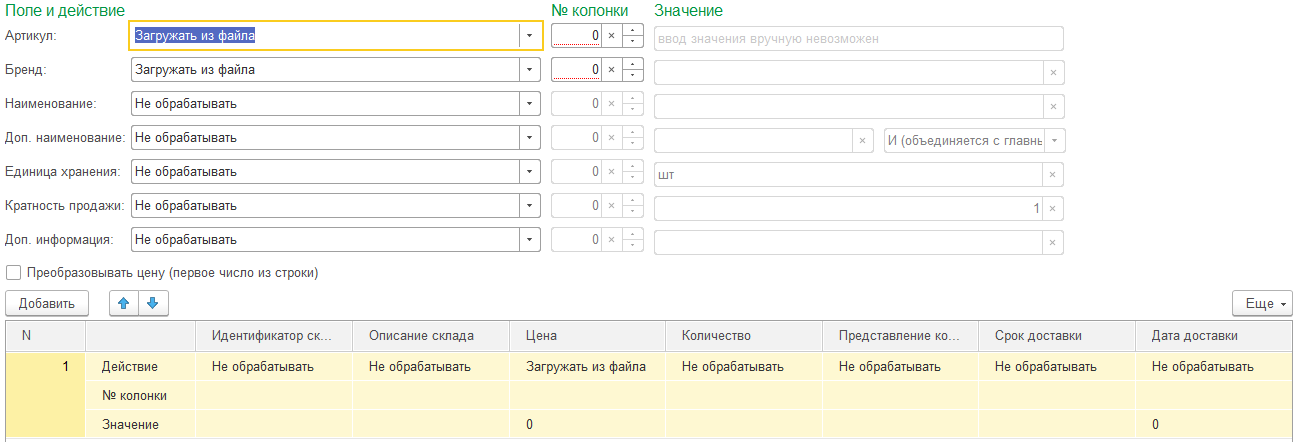 Поле и действие № колонки Значение
Артикул: Загружать из файла 0 ввод значения вручную невозможен
Бренд: Загружать из файла 0
Наименование: Не обрабатывать 0
Доп. наименование: Не обрабатывать 0 И (объединяется с главны
Единица хранения: Не обрабатывать 0 шт
Кратность продажи: Не обрабатывать 0 1
Доп. информация: Не обрабатывать 0
Преобразовывать цену (первое число из строки)
Добавить Еще
N Идентификатор ск... Описание склада Цена Количество Представление ко... Срок доставки Дата доставки
1 Действие Не обрабатывать Не обрабатывать Загружать из файла Не обрабатывать Не обрабатывать Не обрабатывать Не обрабатывать
№ колонки
Значение 0 0